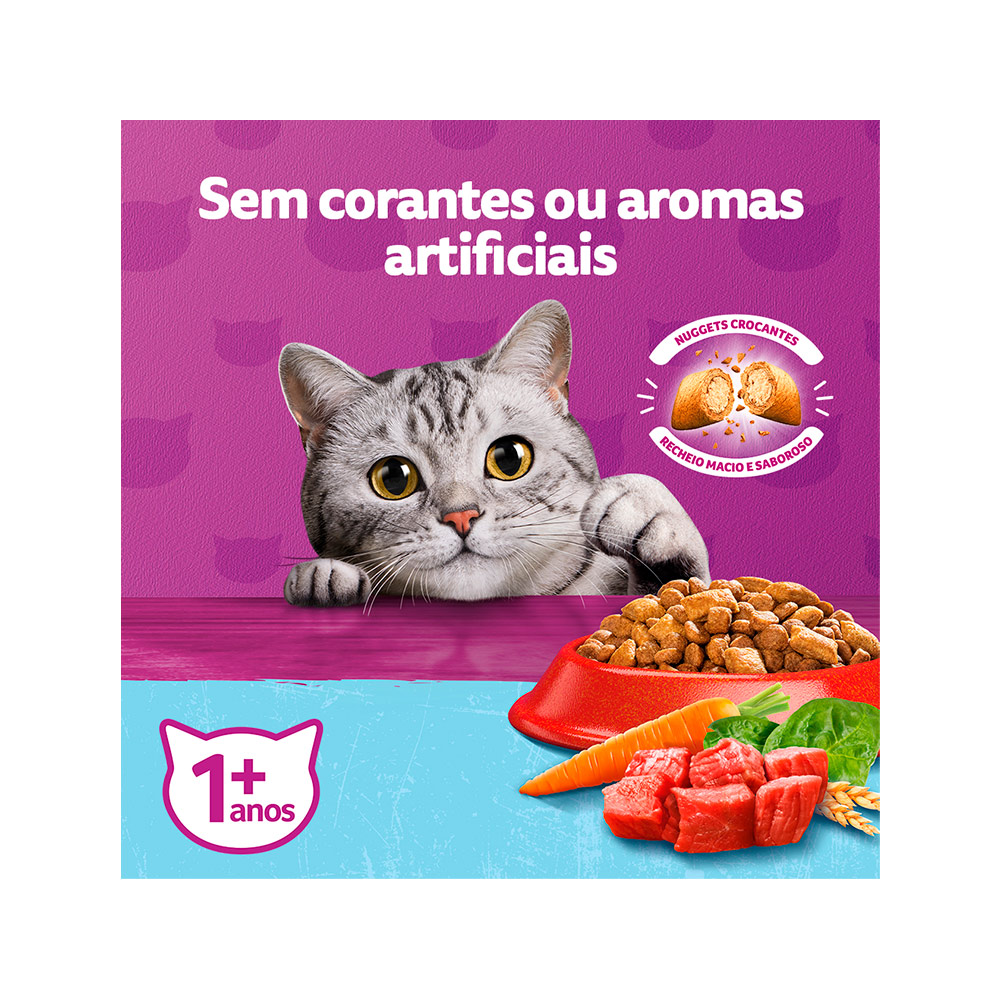 Sem corantes ou aromas
artificiais
NUGGETS CROCANTES
RECHEIO MACIO E SABOROSO
1+
anos